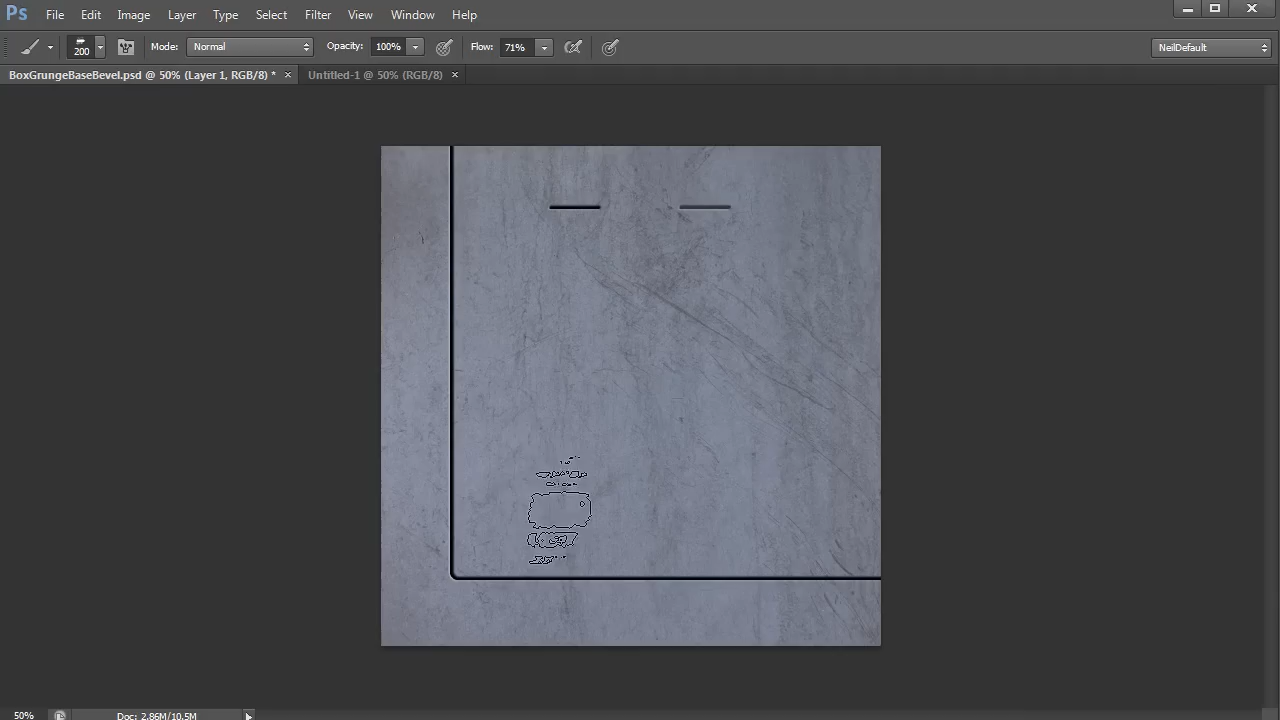 Ps File Edit Image Layer Type Select Filter View Window Help
200 Mode: Normal Opacity: 100% Flow: 71% NeilDefault
BoxGrungeBaseBevel.psd @ 50% (Layer 1, RGB/8) * Untitled-1 @ 50% (RGB/8)
50% Doc: 2.86M/10.5M